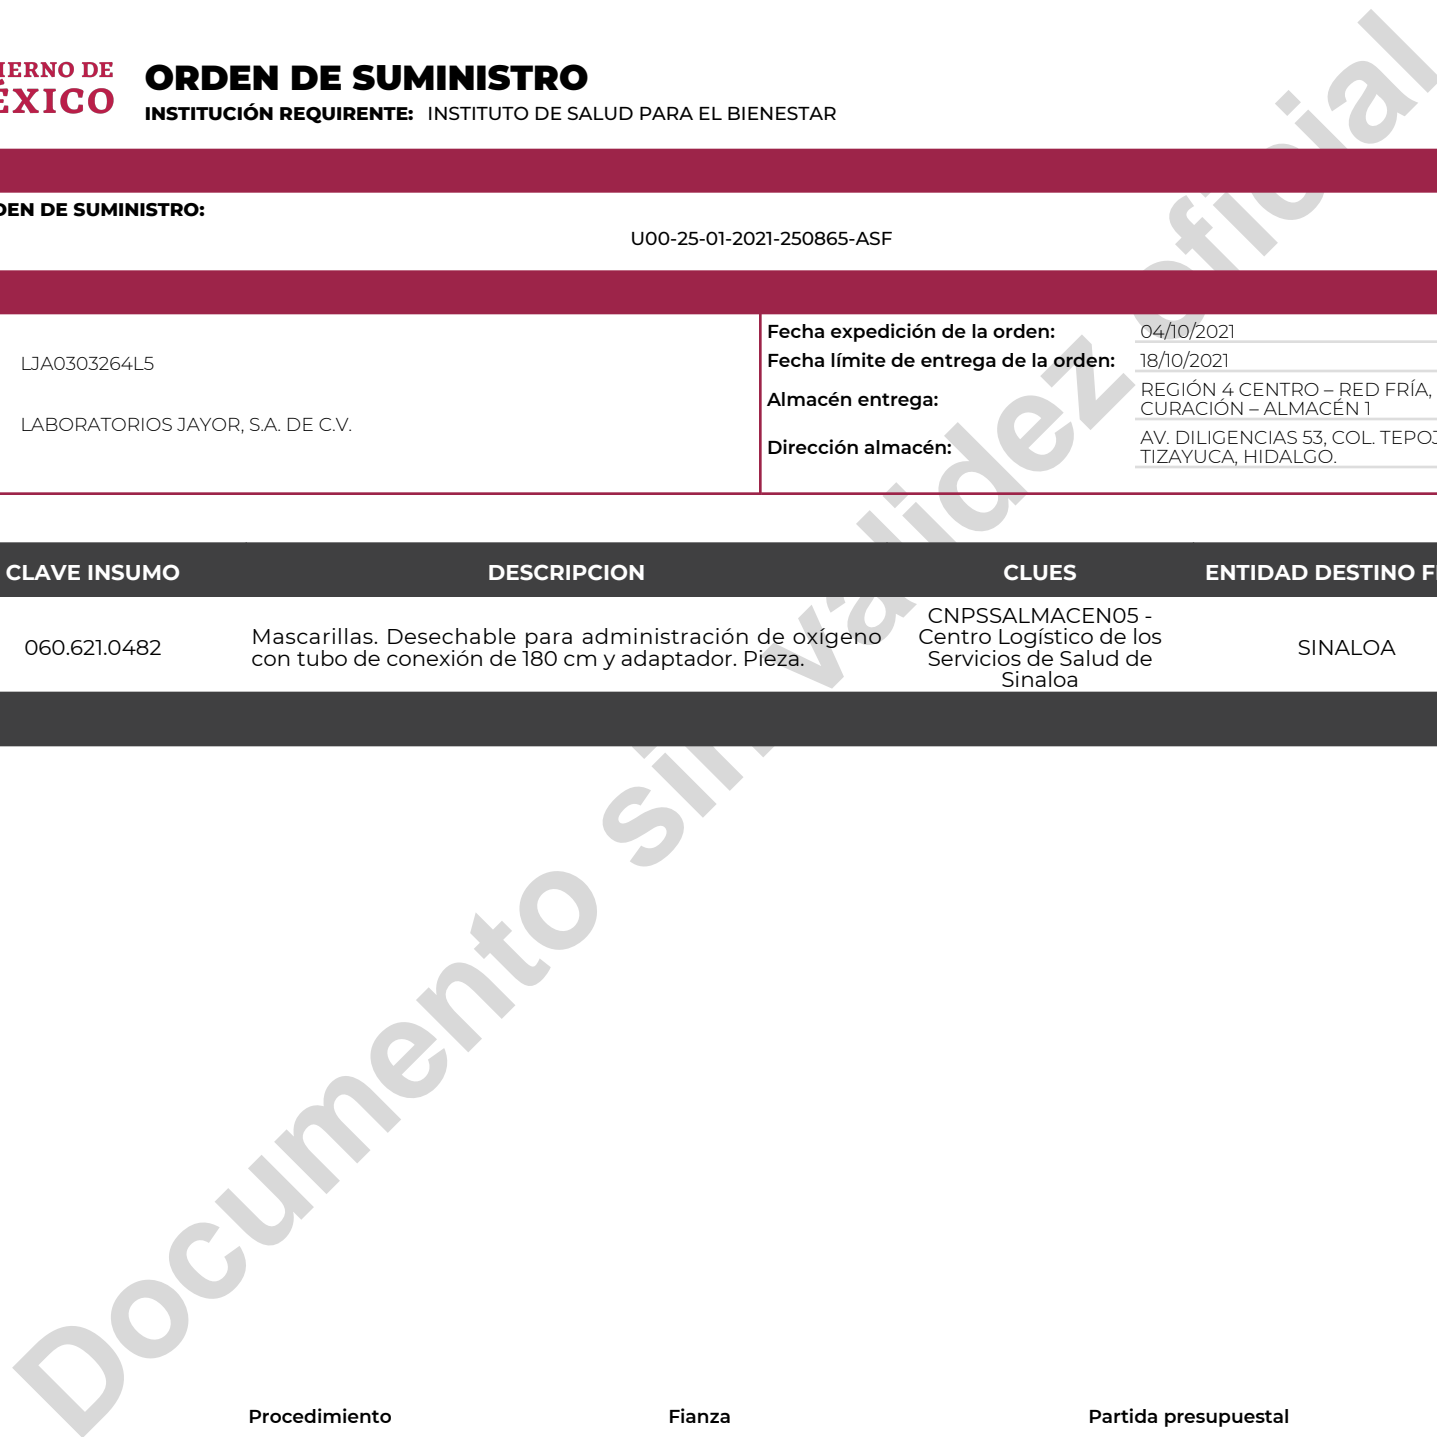 IERNO DE
ÉXICO
ORDEN DE SUMINISTRO
INSTITUCIÓN REQUIRENTE: INSTITUTO DE SALUD PARA EL BIENESTAR
DEN DE SUMINISTRO:
U00-25-01-2021-250865-ASF
LJA0303264L5
LABORATORIOS JAYOR, S.A. DE C.V.
Fecha expedición de la orden: 04/10/2021
Fecha límite de entrega de la orden: 18/10/2021
Almacén entrega: REGIÓN 4 CENTRO – RED FRÍA,
CURACIÓN – ALMACÉN 1
Dirección almacén: AV. DILIGENCIAS 53, COL. TEPOJ
TIZAYUCA, HIDALGO.
CLAVE INSUMO DESCRIPCION CLUES ENTIDAD DESTINO FI
060.621.0482
Mascarillas. Desechable para administración de oxígeno
con tubo de conexión de 180 cm y adaptador. Pieza.
CNPSSALMACEN05 -
Centro Logístico de los
Servicios de Salud de
Sinaloa
SINALOA
Documento sin validez oficial
Procedimiento Fianza Partida presupuestal